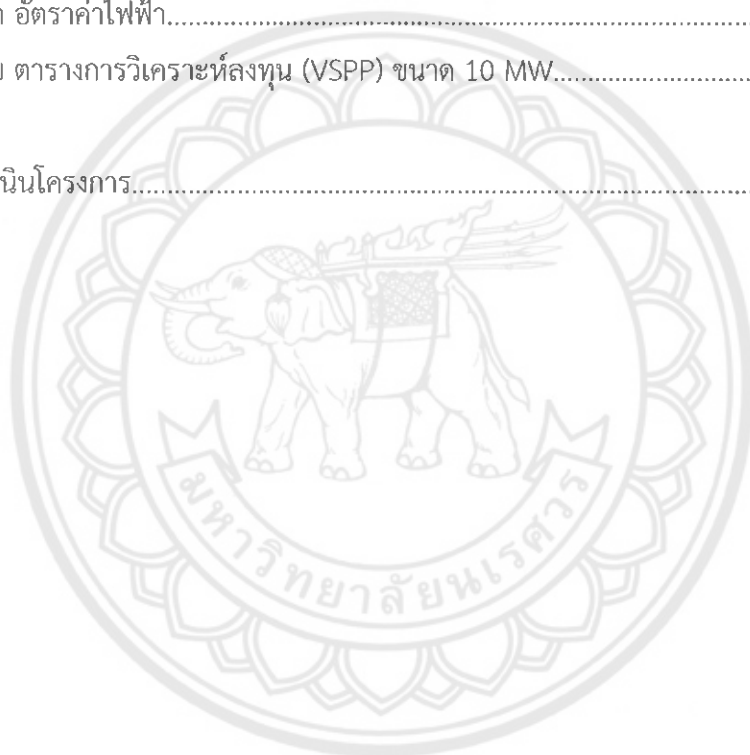 อัตราค่าไฟฟ้า
ตารางการวิเคราะห์ลงทุน (VSPP) ขนาด 10 MW
นินโครงการ
มหาวิทยาลัยนเรศวร